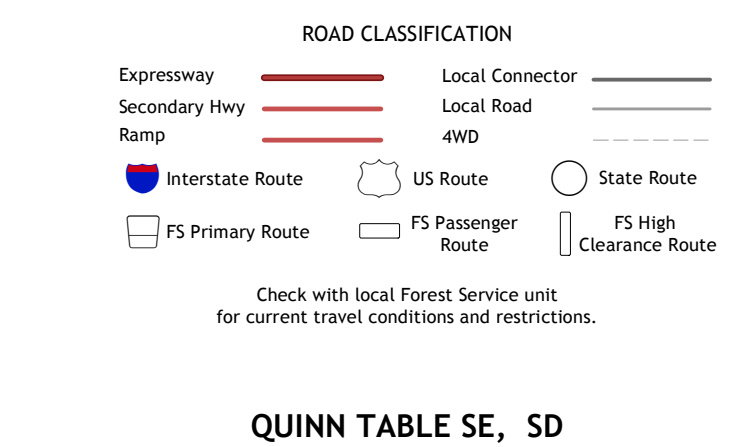 ROAD CLASSIFICATION
Expressway
Local Connector
Secondary Hwy
Local Road
Ramp
4WD
Interstate Route
US Route
State Route
FS Primary Route
FS Passenger
Route
FS High
Clearance Route
Check with local Forest Service unit
for current travel conditions and restrictions.
QUINN TABLE SE, SD